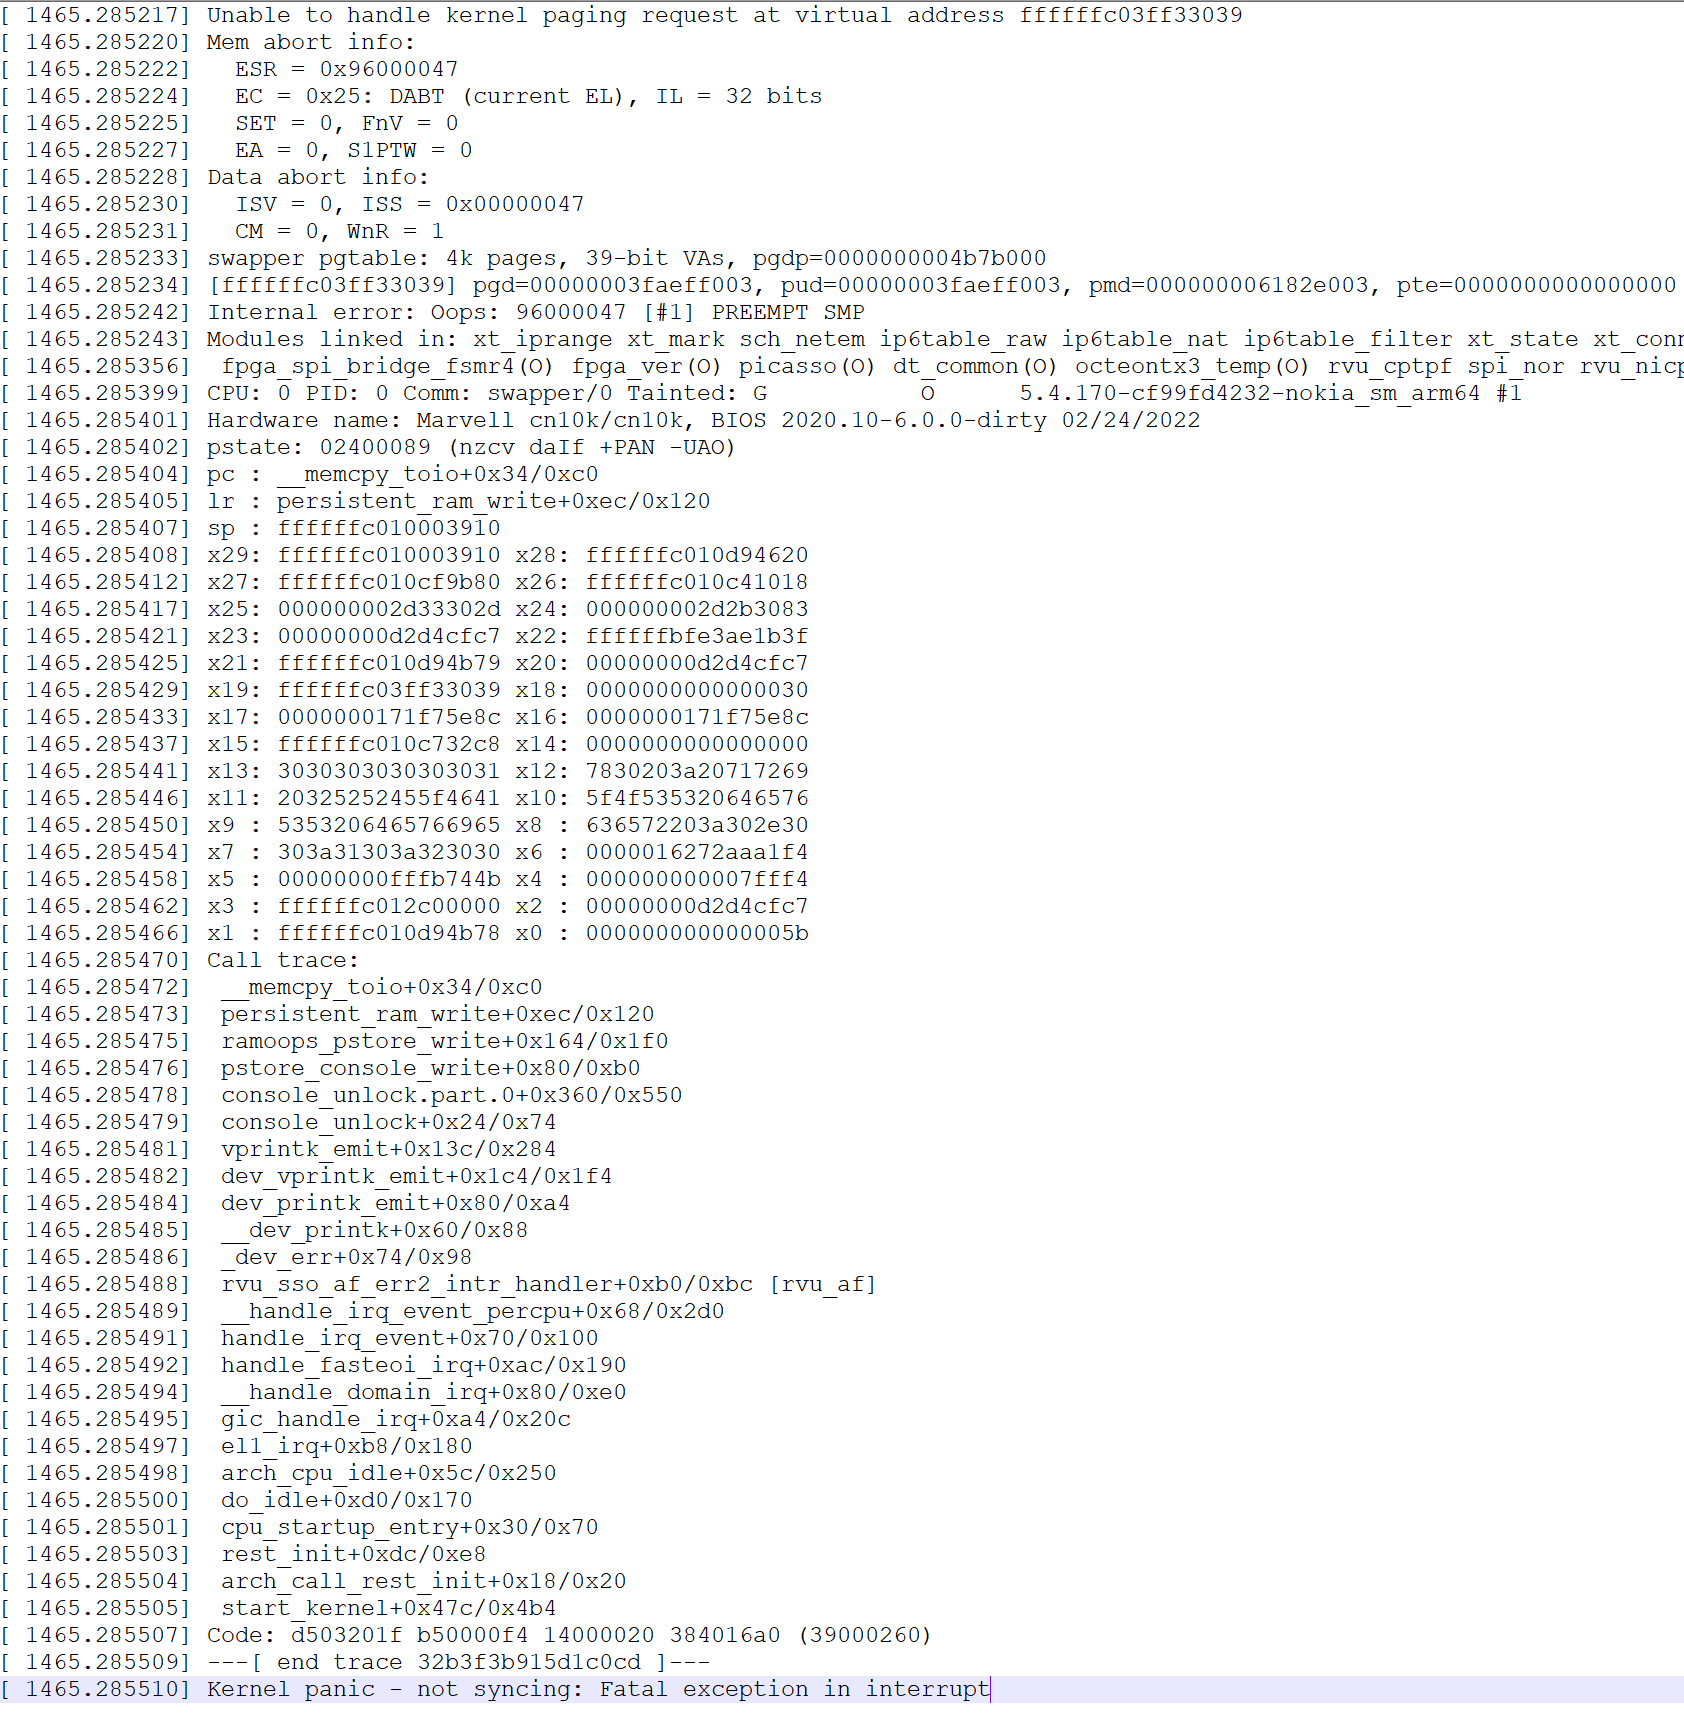 [ 1465.285217] Unable to handle kernel paging request at virtual address ffffffc03ff33039
[ 1465.285220] Mem abort info:
[ 1465.285222]   ESR = 0x96000047
[ 1465.285224]   EC = 0x25: DABT (current EL), IL = 32 bits
[ 1465.285225]   SET = 0, FnV = 0
[ 1465.285227]   EA = 0, S1PTW = 0
[ 1465.285228] Data abort info:
[ 1465.285230]   ISV = 0, ISS = 0x00000047
[ 1465.285231]   CM = 0, WnR = 1
[ 1465.285233] swapper pgtable: 4k pages, 39-bit VAs, pgdp=0000000004b7b000
[ 1465.285234] [ffffffc03ff33039] pgd=00000003faeff003, pud=00000003faeff003, pmd=000000006182e003, pte=0000000000000000
[ 1465.285242] Internal error: Oops: 96000047 [#1] PREEMPT SMP
[ 1465.285243] Modules linked in: xt_iprange xt_mark sch_netem ip6table_raw ip6table_nat ip6table_filter xt_state xt_conn
[ 1465.285356]  fpga_spi_bridge_fsmr4(O) fpga_ver(O) picasso(O) dt_common(O) octeontx3_temp(O) rvu_cptpf spi_nor rvu_nicp
[ 1465.285399] CPU: 0 PID: 0 Comm: swapper/0 Tainted: G           O      5.4.170-cf99fd4232-nokia_sm_arm64 #1
[ 1465.285401] Hardware name: Marvell cn10k/cn10k, BIOS 2020.10-6.0.0-dirty 02/24/2022
[ 1465.285402] pstate: 02400089 (nzcv daIf +PAN -UAO)
[ 1465.285404] pc : __memcpy_toio+0x34/0xc0
[ 1465.285405] lr : persistent_ram_write+0xec/0x120
[ 1465.285407] sp : ffffffc010003910
[ 1465.285408] x29: ffffffc010003910 x28: ffffffc010d94620
[ 1465.285412] x27: ffffffc010cf9b80 x26: ffffffc010c41018
[ 1465.285417] x25: 000000002d33302d x24: 000000002d2b3083
[ 1465.285421] x23: 00000000d2d4cfc7 x22: ffffffbfe3ae1b3f
[ 1465.285425] x21: ffffffc010d94b79 x20: 00000000d2d4cfc7
[ 1465.285429] x19: ffffffc03ff33039 x18: 0000000000000030
[ 1465.285433] x17: 0000000171f75e8c x16: 0000000171f75e8c
[ 1465.285437] x15: ffffffc010c732c8 x14: 0000000000000000
[ 1465.285441] x13: 3030303030303031 x12: 7830203a20717269
[ 1465.285446] x11: 20325252455f4641 x10: 5f4f535320646576
[ 1465.285450] x9 : 5353206465766965 x8 : 636572203a302e30
[ 1465.285454] x7 : 303a31303a323030 x6 : 0000016272aaa1f4
[ 1465.285458] x5 : 00000000fffb744b x4 : 000000000007fff4
[ 1465.285462] x3 : ffffffc012c00000 x2 : 00000000d2d4cfc7
[ 1465.285466] x1 : ffffffc010d94b78 x0 : 000000000000005b
[ 1465.285470] Call trace:
[ 1465.285472]  __memcpy_toio+0x34/0xc0
[ 1465.285473]  persistent_ram_write+0xec/0x120
[ 1465.285475]  ramoops_pstore_write+0x164/0x1f0
[ 1465.285476]  pstore_console_write+0x80/0xb0
[ 1465.285478]  console_unlock.part.0+0x360/0x550
[ 1465.285479]  console_unlock+0x24/0x74
[ 1465.285481]  vprintk_emit+0x13c/0x284
[ 1465.285482]  dev_vprintk_emit+0x1c4/0x1f4
[ 1465.285484]  dev_printk_emit+0x80/0xa4
[ 1465.285485]  __dev_printk+0x60/0x88
[ 1465.285486]  _dev_err+0x74/0x98
[ 1465.285488]  rvu_sso_af_err2_intr_handler+0xb0/0xbc [rvu_af]
[ 1465.285489]  __handle_irq_event_percpu+0x68/0x2d0
[ 1465.285491]  handle_irq_event+0x70/0x100
[ 1465.285492]  handle_fasteoi_irq+0xac/0x190
[ 1465.285494]  __handle_domain_irq+0x80/0xe0
[ 1465.285495]  gic_handle_irq+0xa4/0x20c
[ 1465.285497]  el1_irq+0xb8/0x180
[ 1465.285498]  arch_cpu_idle+0x5c/0x250
[ 1465.285500]  do_idle+0xd0/0x170
[ 1465.285501]  cpu_startup_entry+0x30/0x70
[ 1465.285503]  rest_init+0xdc/0xe8
[ 1465.285504]  arch_call_rest_init+0x18/0x20
[ 1465.285505]  start_kernel+0x47c/0x4b4
[ 1465.285507] Code: d503201f b50000f4 14000020 384016a0 (39000260)
[ 1465.285509] ---[ end trace 32b3f3b915d1c0cd ]---
[ 1465.285510] Kernel panic - not syncing: Fatal exception in interrupt